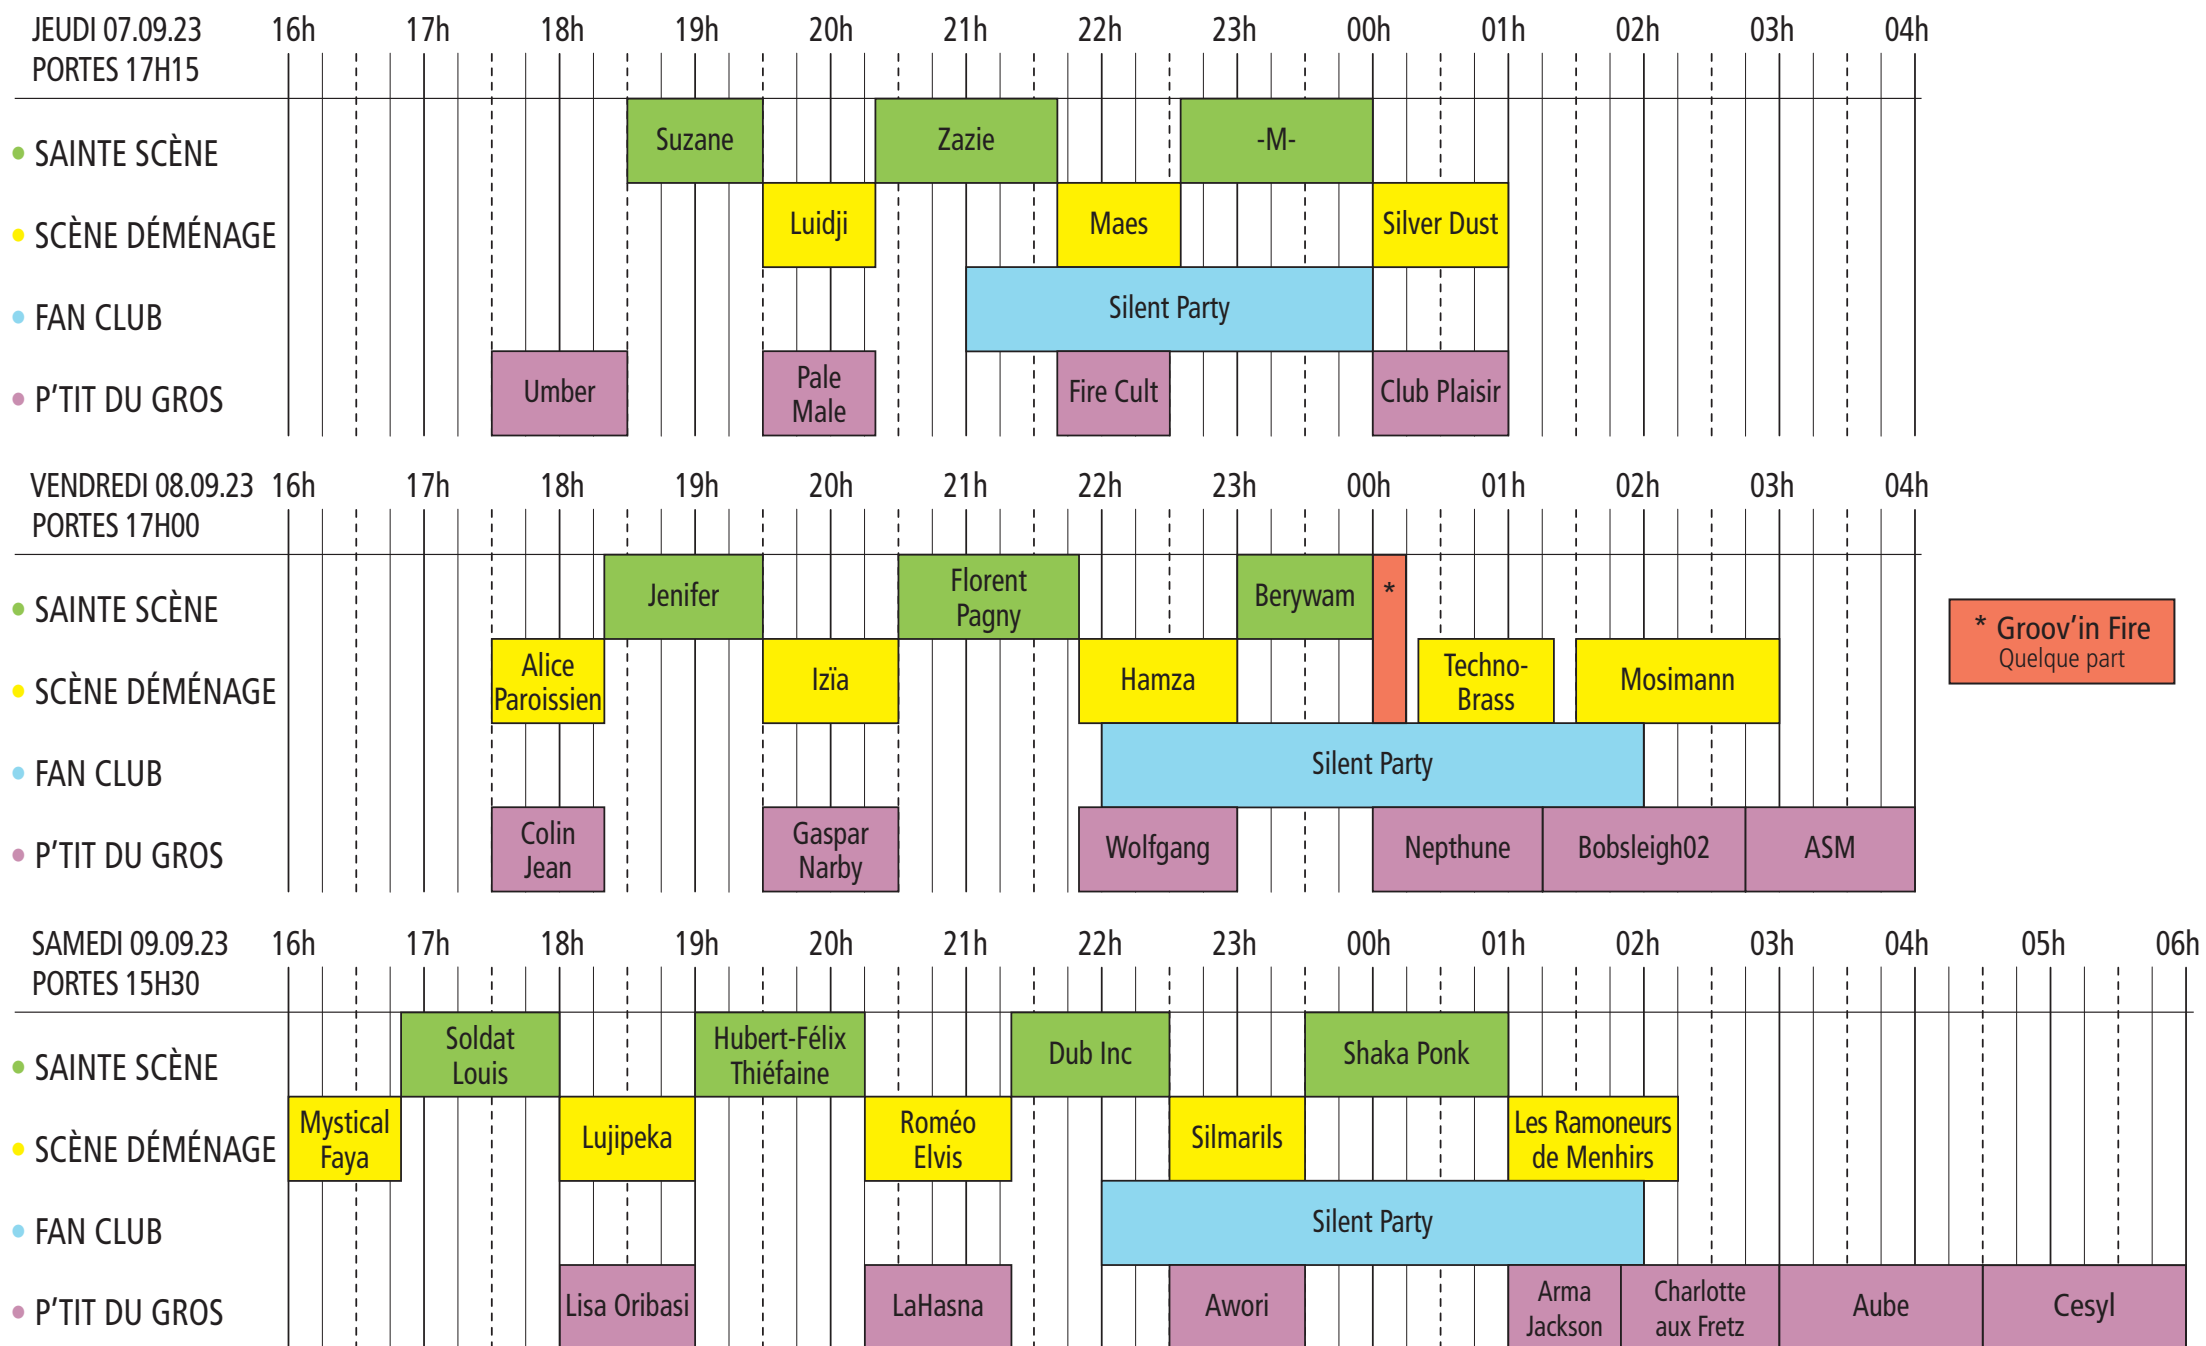 JEUDI 07.09.23 16h 17h 18h 19h 20h 21h 22h 23h 00h 01h 02h 03h 04h
PORTES 17H15
• SAINTE SCÈNE Suzane Zazie -M-
• SCÈNE DÉMÉNAGE Luidji Maes Silver Dust
• FAN CLUB Silent Party
• P'TIT DU GROS Umber Pale Male Fire Cult Club Plaisir
VENDREDI 08.09.23 16h 17h 18h 19h 20h 21h 22h 23h 00h 01h 02h 03h 04h
PORTES 17H00
• SAINTE SCÈNE Jenifer Florent Pagny Berywam *
* Groov'in Fire
Quelque part
• SCÈNE DÉMÉNAGE Alice Paroissien Izïa Hamza Techno-Brass Mosimann
• FAN CLUB Silent Party
• P'TIT DU GROS Colin Jean Gaspar Narby Wolfgang Nepthune Bobsleigh02 ASM
SAMEDI 09.09.23 16h 17h 18h 19h 20h 21h 22h 23h 00h 01h 02h 03h 04h 05h 06h
PORTES 15H30
• SAINTE SCÈNE Soldat Louis Hubert-Félix Thiéfaine Dub Inc Shaka Ponk
• SCÈNE DÉMÉNAGE Mystical Faya Lujipeka Roméo Elvis Silmarils Les Ramoneurs de Menhirs
• FAN CLUB Silent Party
• P'TIT DU GROS Lisa Oribasi LaHasna Awori Arma Jackson Charlotte aux Fretz Aube Cesyl